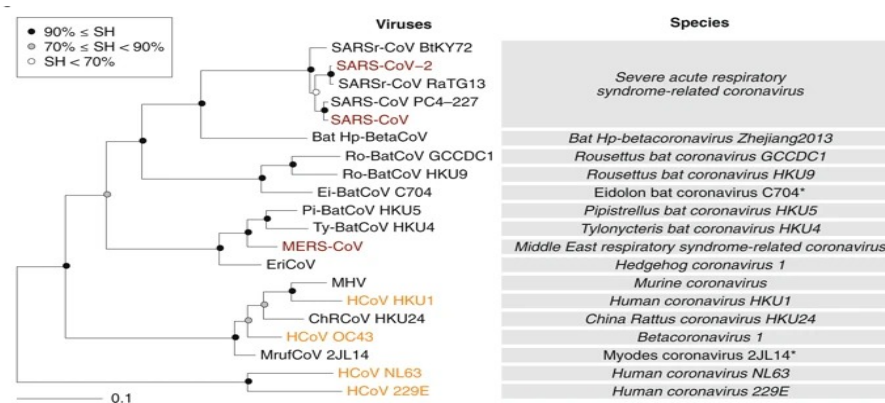 Viruses Species
90% ≤ SH
70% ≤ SH < 90%
SH < 70%
SARSr-CoV BtKY72
SARS-CoV-2
SARSr-CoV RaTG13
SARS-CoV PC4-227
SARS-CoV
Severe acute respiratory
syndrome-related coronavirus
Bat Hp-BetaCoV Bat Hp-betacoronavirus Zhejiang2013
Ro-BatCoV GCCDC1 Rousettus bat coronavirus GCCDC1
Ro-BatCoV HKU9 Rousettus bat coronavirus HKU9
Ei-BatCoV C704 Eidolon bat coronavirus C704*
Pi-BatCoV HKU5 Pipistrellus bat coronavirus HKU5
Ty-BatCoV HKU4 Tylonycteris bat coronavirus HKU4
MERS-CoV Middle East respiratory syndrome-related coronavirus
EriCoV Hedgehog coronavirus 1
MHV Murine coronavirus
HCoV HKU1 Human coronavirus HKU1
ChRCoV HKU24 China Rattus coronavirus HKU24
HCoV OC43 Betacoronavirus 1
MrufCoV 2JL14 Myodes coronavirus 2JL14*
HCoV NL63 Human coronavirus NL63
HCoV 229E Human coronavirus 229E
0.1